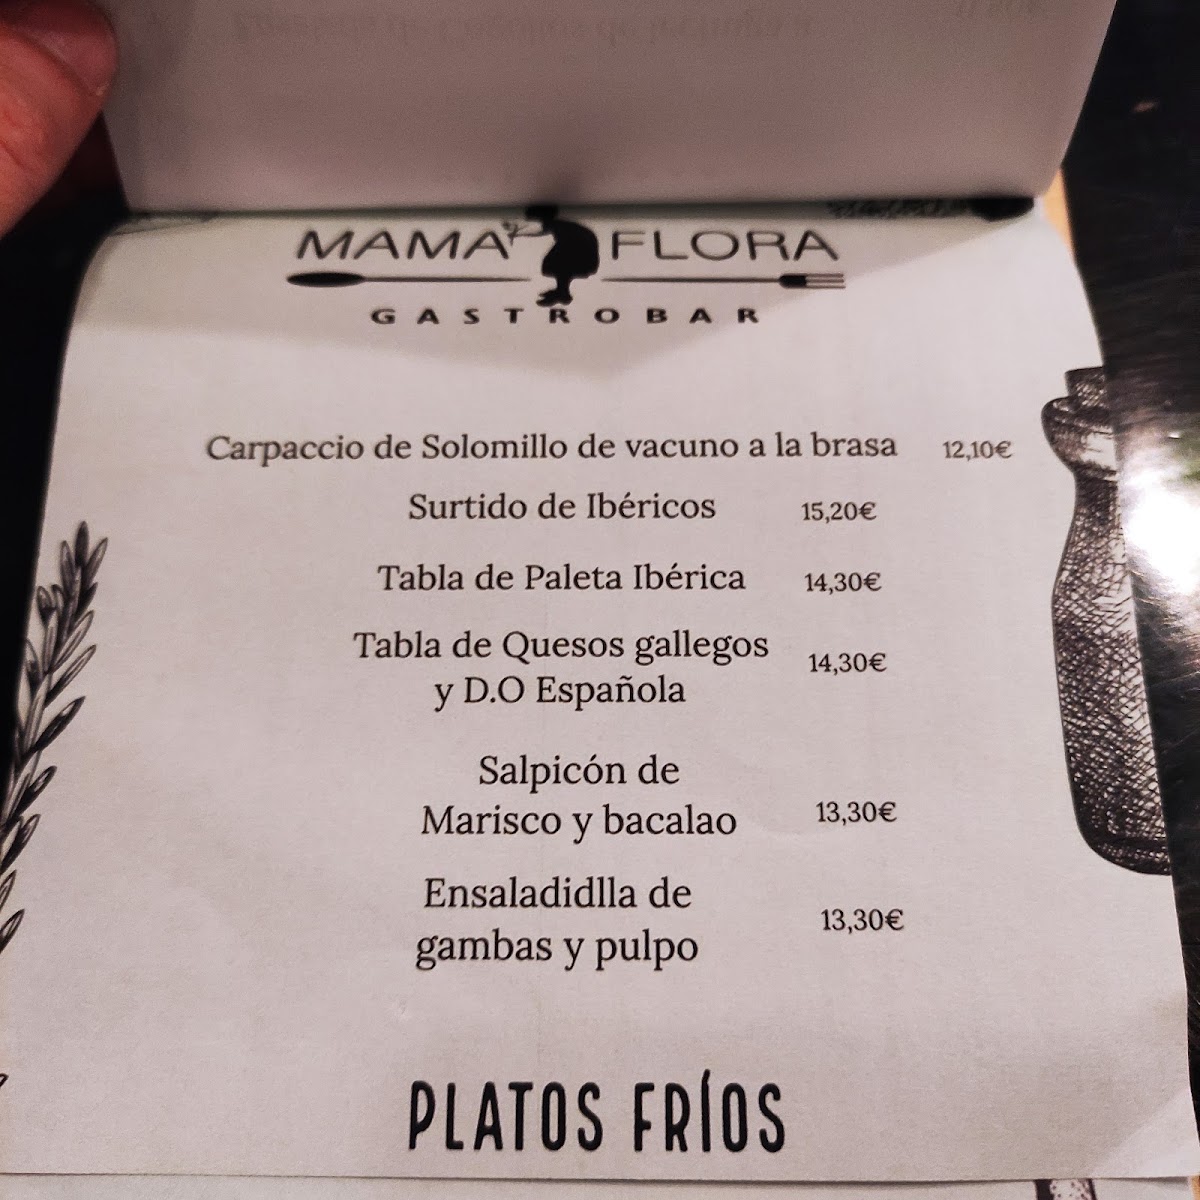 MAMA FLORA
GASTROBAR
Carpaccio de Solomillo de vacuno a la brasa 12,10€
Surtido de Ibéricos 15,20€
Tabla de Paleta Ibérica 14,30€
Tabla de Quesos gallegos
y D.O Española 14,30€
Salpicón de
Marisco y bacalao 13,30€
Ensaladidlla de
gambas y pulpo 13,30€
PLATOS FRÍOS